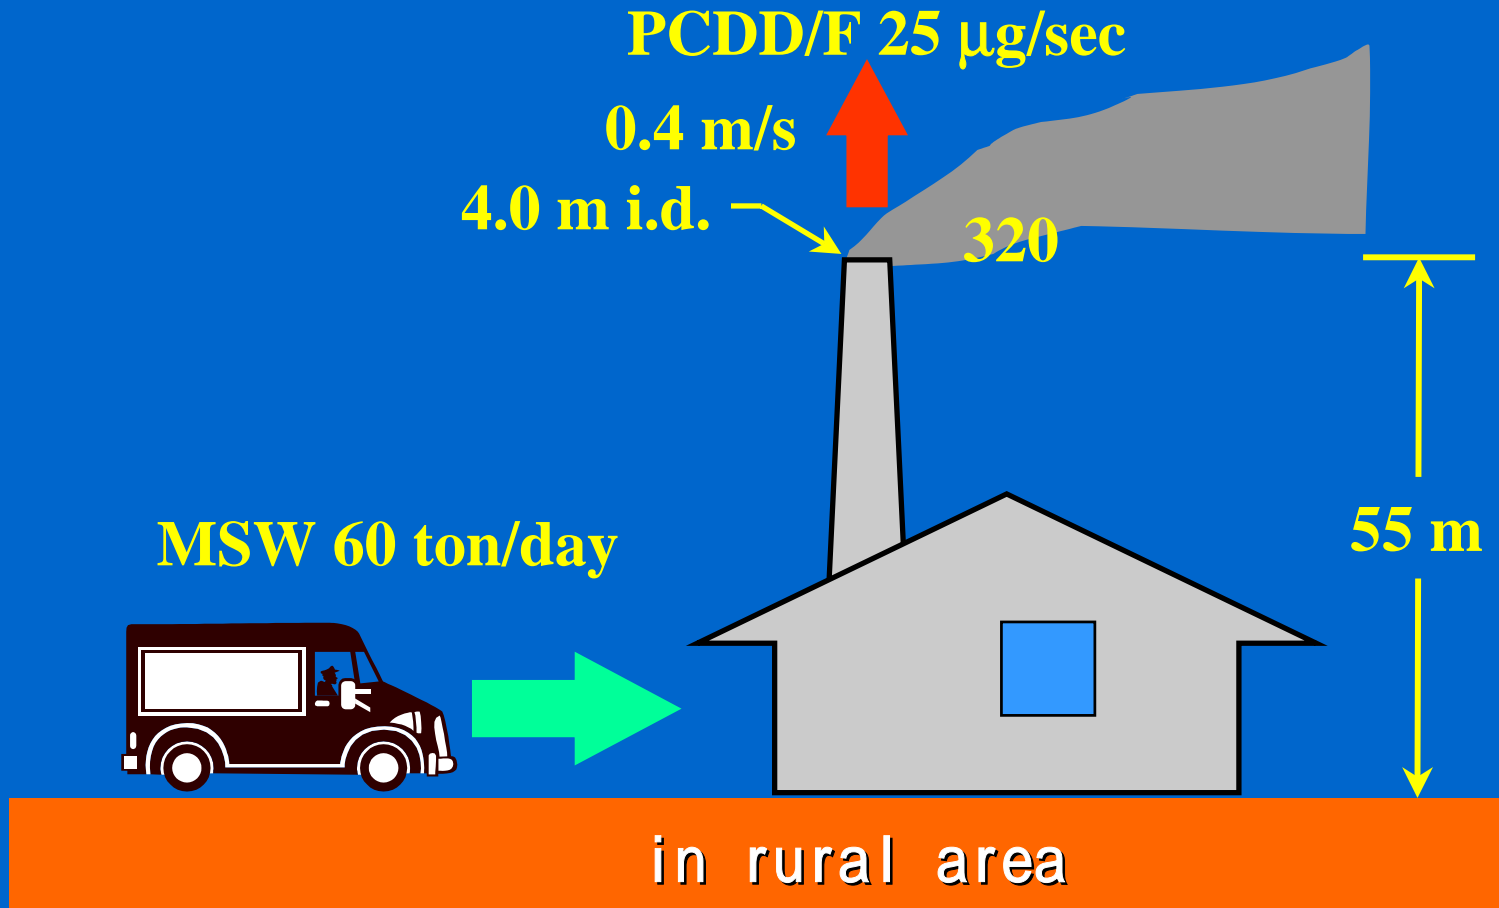 PCDD/F 25 μg/sec
0.4 m/s
4.0 m i.d.
320
MSW 60 ton/day
55 m
in rural area